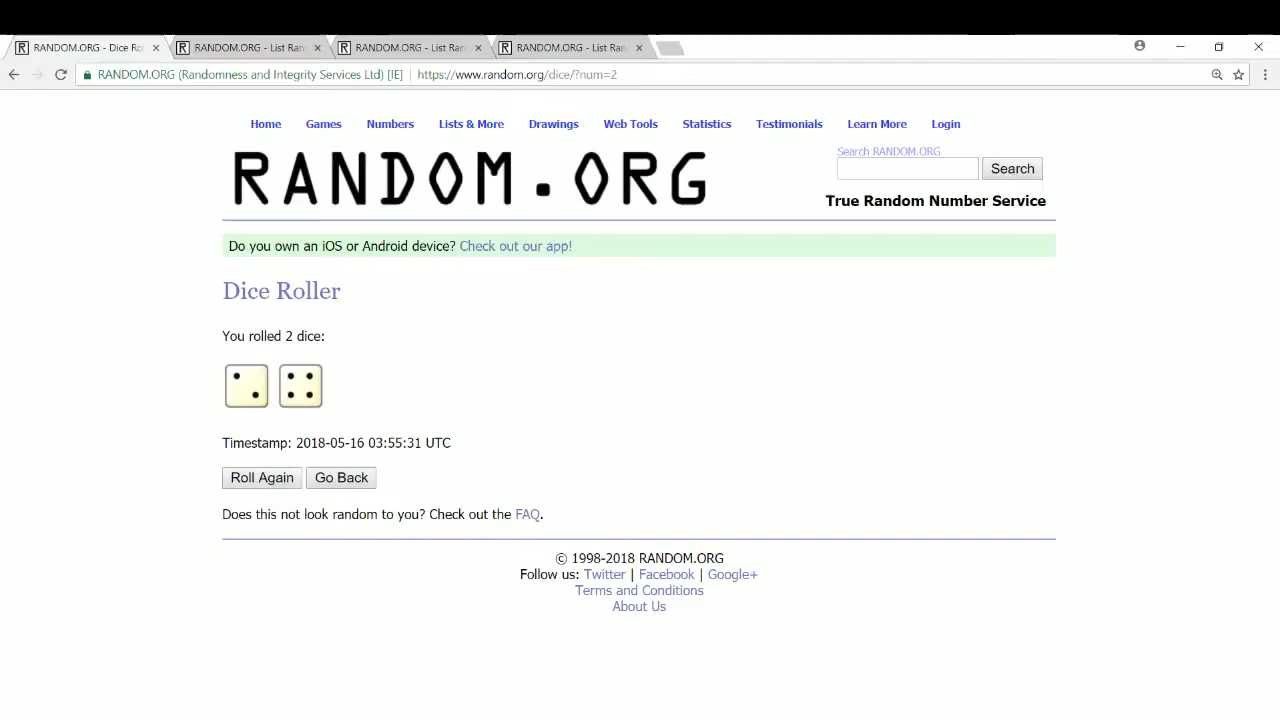 RANDOM.ORG - Dice Ro
RANDOM.ORG - List Ran
RANDOM.ORG - List Ran
RANDOM.ORG - List Ran
RANDOM.ORG (Randomness and Integrity Services Ltd) [IE]
https://www.random.org/dice/?num=2
Home Games Numbers Lists & More Drawings Web Tools Statistics Testimonials Learn More Login
RANDOM.ORG
Search RANDOM.ORG
Search
True Random Number Service
Do you own an iOS or Android device? Check out our app!
Dice Roller
You rolled 2 dice:
Timestamp: 2018-05-16 03:55:31 UTC
Roll Again Go Back
Does this not look random to you? Check out the FAQ.
© 1998-2018 RANDOM.ORG
Follow us: Twitter | Facebook | Google+
Terms and Conditions
About Us